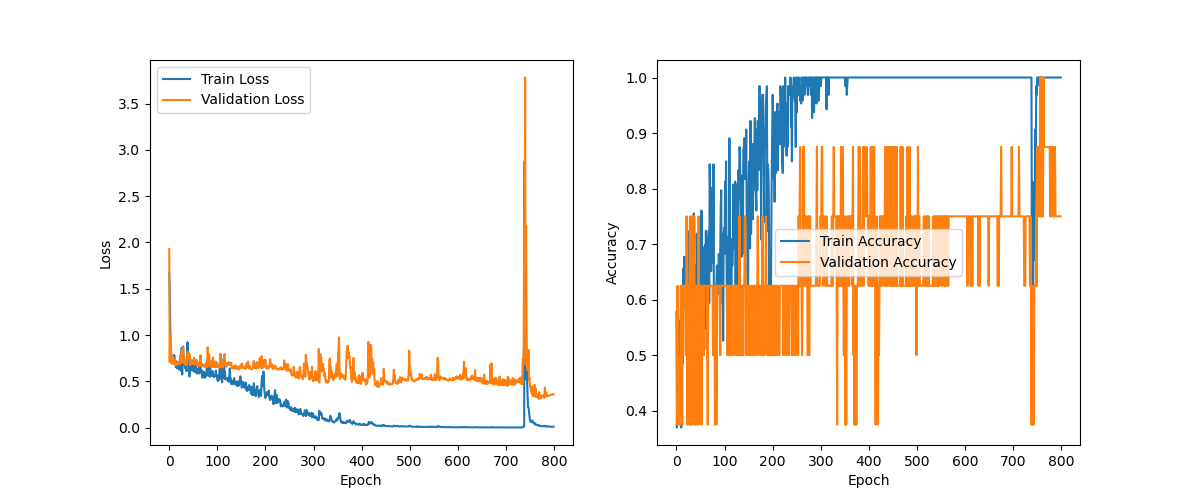 Train Loss
Validation Loss
3.5
3.0
2.5
2.0
1.5
1.0
0.5
0.0
Loss
0 100 200 300 400 500 600 700 800
Epoch
1.0
0.9
0.8
0.7
0.6
0.5
0.4
Accuracy
Train Accuracy
Validation Accuracy
0 100 200 300 400 500 600 700 800
Epoch